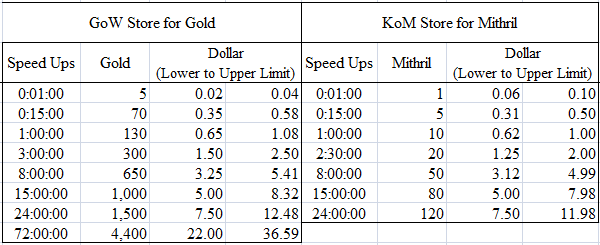 GoW Store for Gold KoM Store for Mithril
Speed Ups Gold Dollar (Lower to Upper Limit) Speed Ups Mithril Dollar (Lower to Upper Limit)
0:01:00 5 0.02 0.04 0:01:00 1 0.06 0.10
0:15:00 70 0.35 0.58 0:15:00 5 0.31 0.50
1:00:00 130 0.65 1.08 1:00:00 10 0.62 1.00
3:00:00 300 1.50 2.50 2:30:00 20 1.25 2.00
8:00:00 650 3.25 5.41 8:00:00 50 3.12 4.99
15:00:00 1,000 5.00 8.32 15:00:00 80 5.00 7.98
24:00:00 1,500 7.50 12.48 24:00:00 120 7.50 11.98
72:00:00 4,400 22.00 36.59